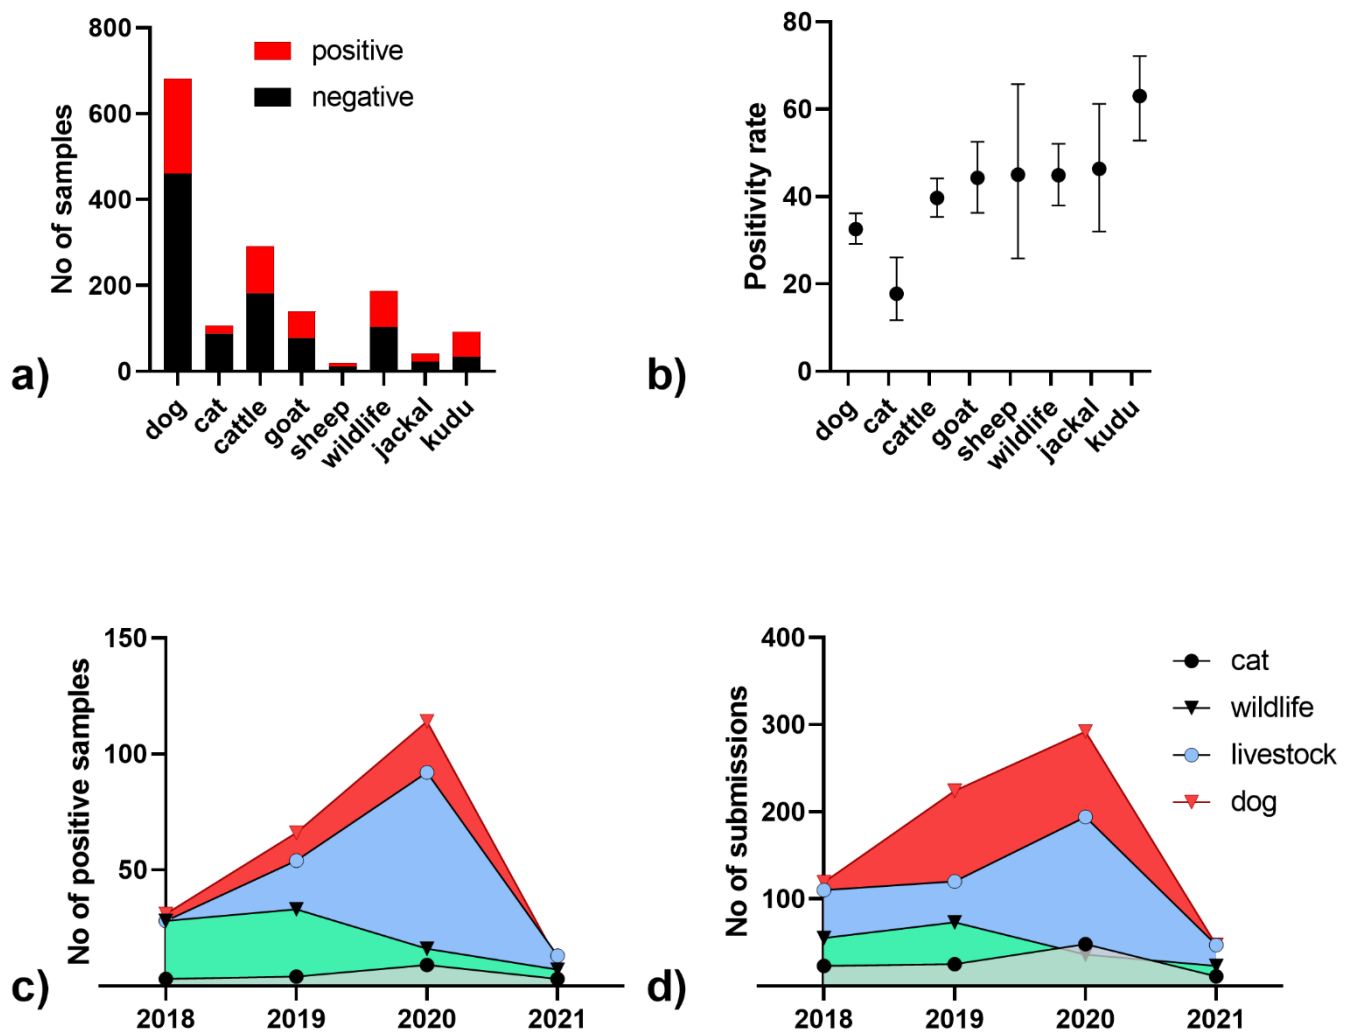 800
600
400
200
0
No of samples
positive
negative
dog
cat
cattle
goat
sheep
wildlife
jackal
kudu
a)
80
60
40
20
0
Positivity rate
dog
cat
cattle
goat
sheep
wildlife
jackal
kudu
b)
150
100
50
No of positive samples
2018
2019
2020
2021
c)
400
300
200
100
No of submissions
2018
2019
2020
2021
d)
cat
wildlife
livestock
dog